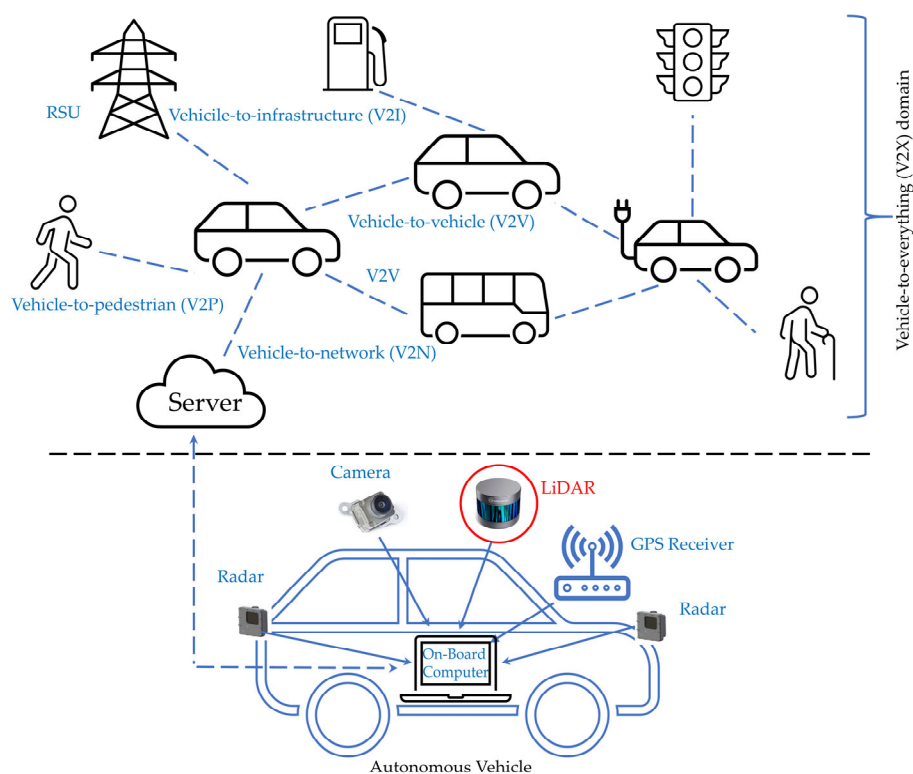 RSU
Vehicile-to-infrastructure (V2I)
Vehicle-to-vehicle (V2V)
V2V
Vehicle-to-pedestrian (V2P)
Vehicle-to-network (V2N)
Server
Vehicle-to-everything (V2X) domain
Camera
LiDAR
GPS Receiver
Radar
Radar
On-Board
Computer
Autonomous Vehicle